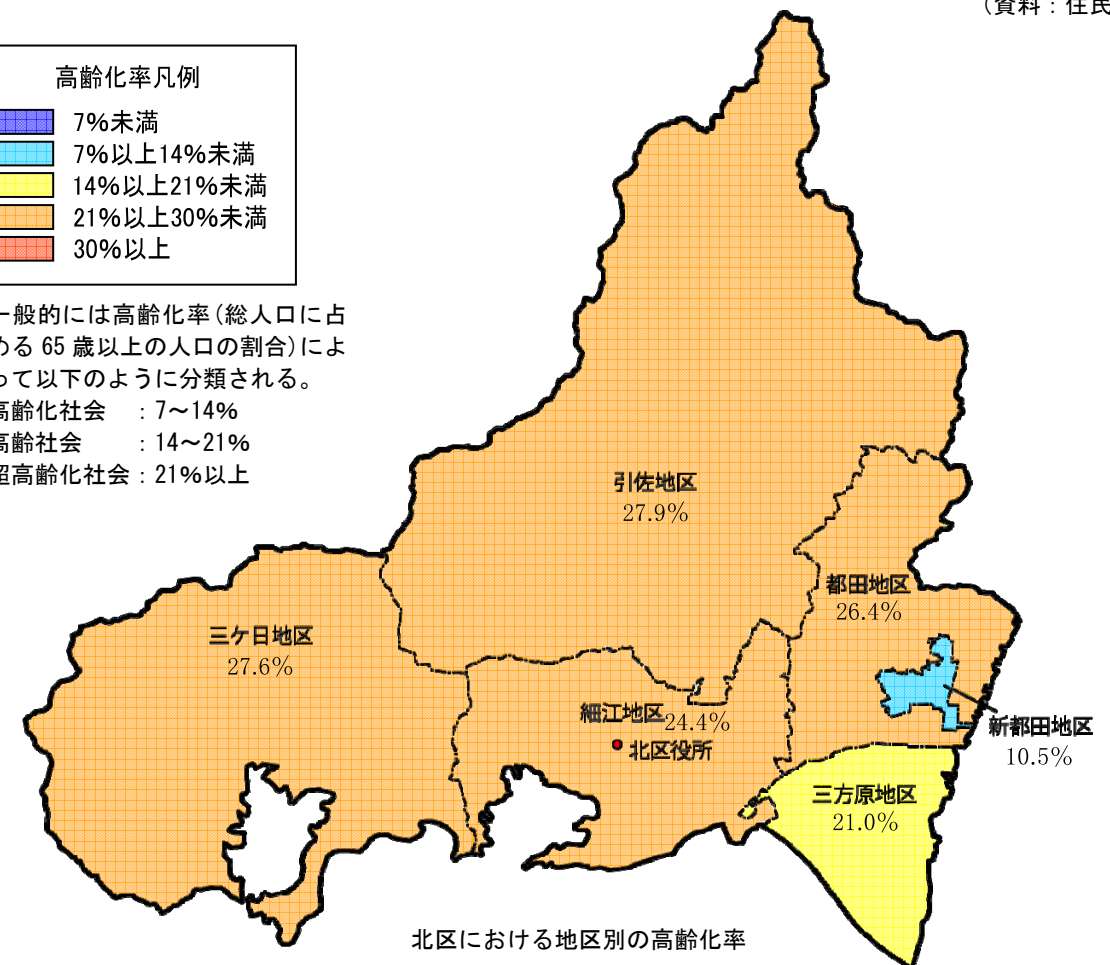 （資料：住民
高齢化率凡例
7%未満
7%以上14%未満
14%以上21%未満
21%以上30%未満
30%以上
一般的には高齢化率（総人口に占
める 65 歳以上の人口の割合）によ
って以下のように分類される。
高齢化社会　：7～14%
高齢社会　　：14～21%
超高齢化社会：21%以上
引佐地区
27.9%
都田地区
26.4%
三ケ日地区
27.6%
細江地区 24.4%
北区役所
新都田地区
10.5%
三方原地区
21.0%
北区における地区別の高齢化率